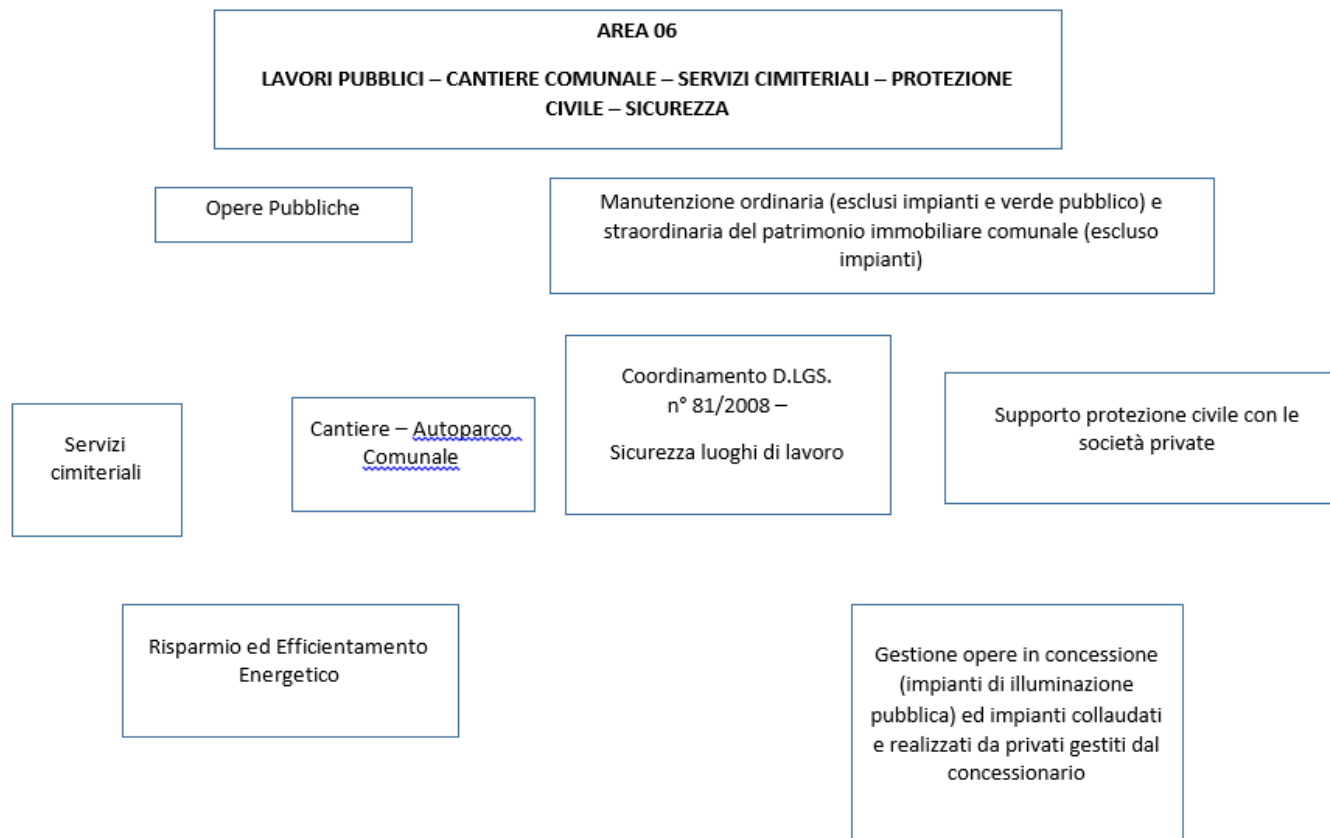 AREA 06
LAVORI PUBBLICI – CANTIERE COMUNALE – SERVIZI CIMITERIALI – PROTEZIONE
CIVILE – SICUREZZA
Opere Pubbliche
Manutenzione ordinaria (esclusi impianti e verde pubblico) e
straordinaria del patrimonio immobiliare comunale (escluso
impianti)
Servizi
cimiteriali
Cantiere – Autoparco
Comunale
Coordinamento D.LGS.
n° 81/2008 –
Sicurezza luoghi di lavoro
Supporto protezione civile con le
società private
Risparmio ed Efficientamento
Energetico
Gestione opere in concessione
(impianti di illuminazione
pubblica) ed impianti collaudati
e realizzati da privati gestiti dal
concessionario